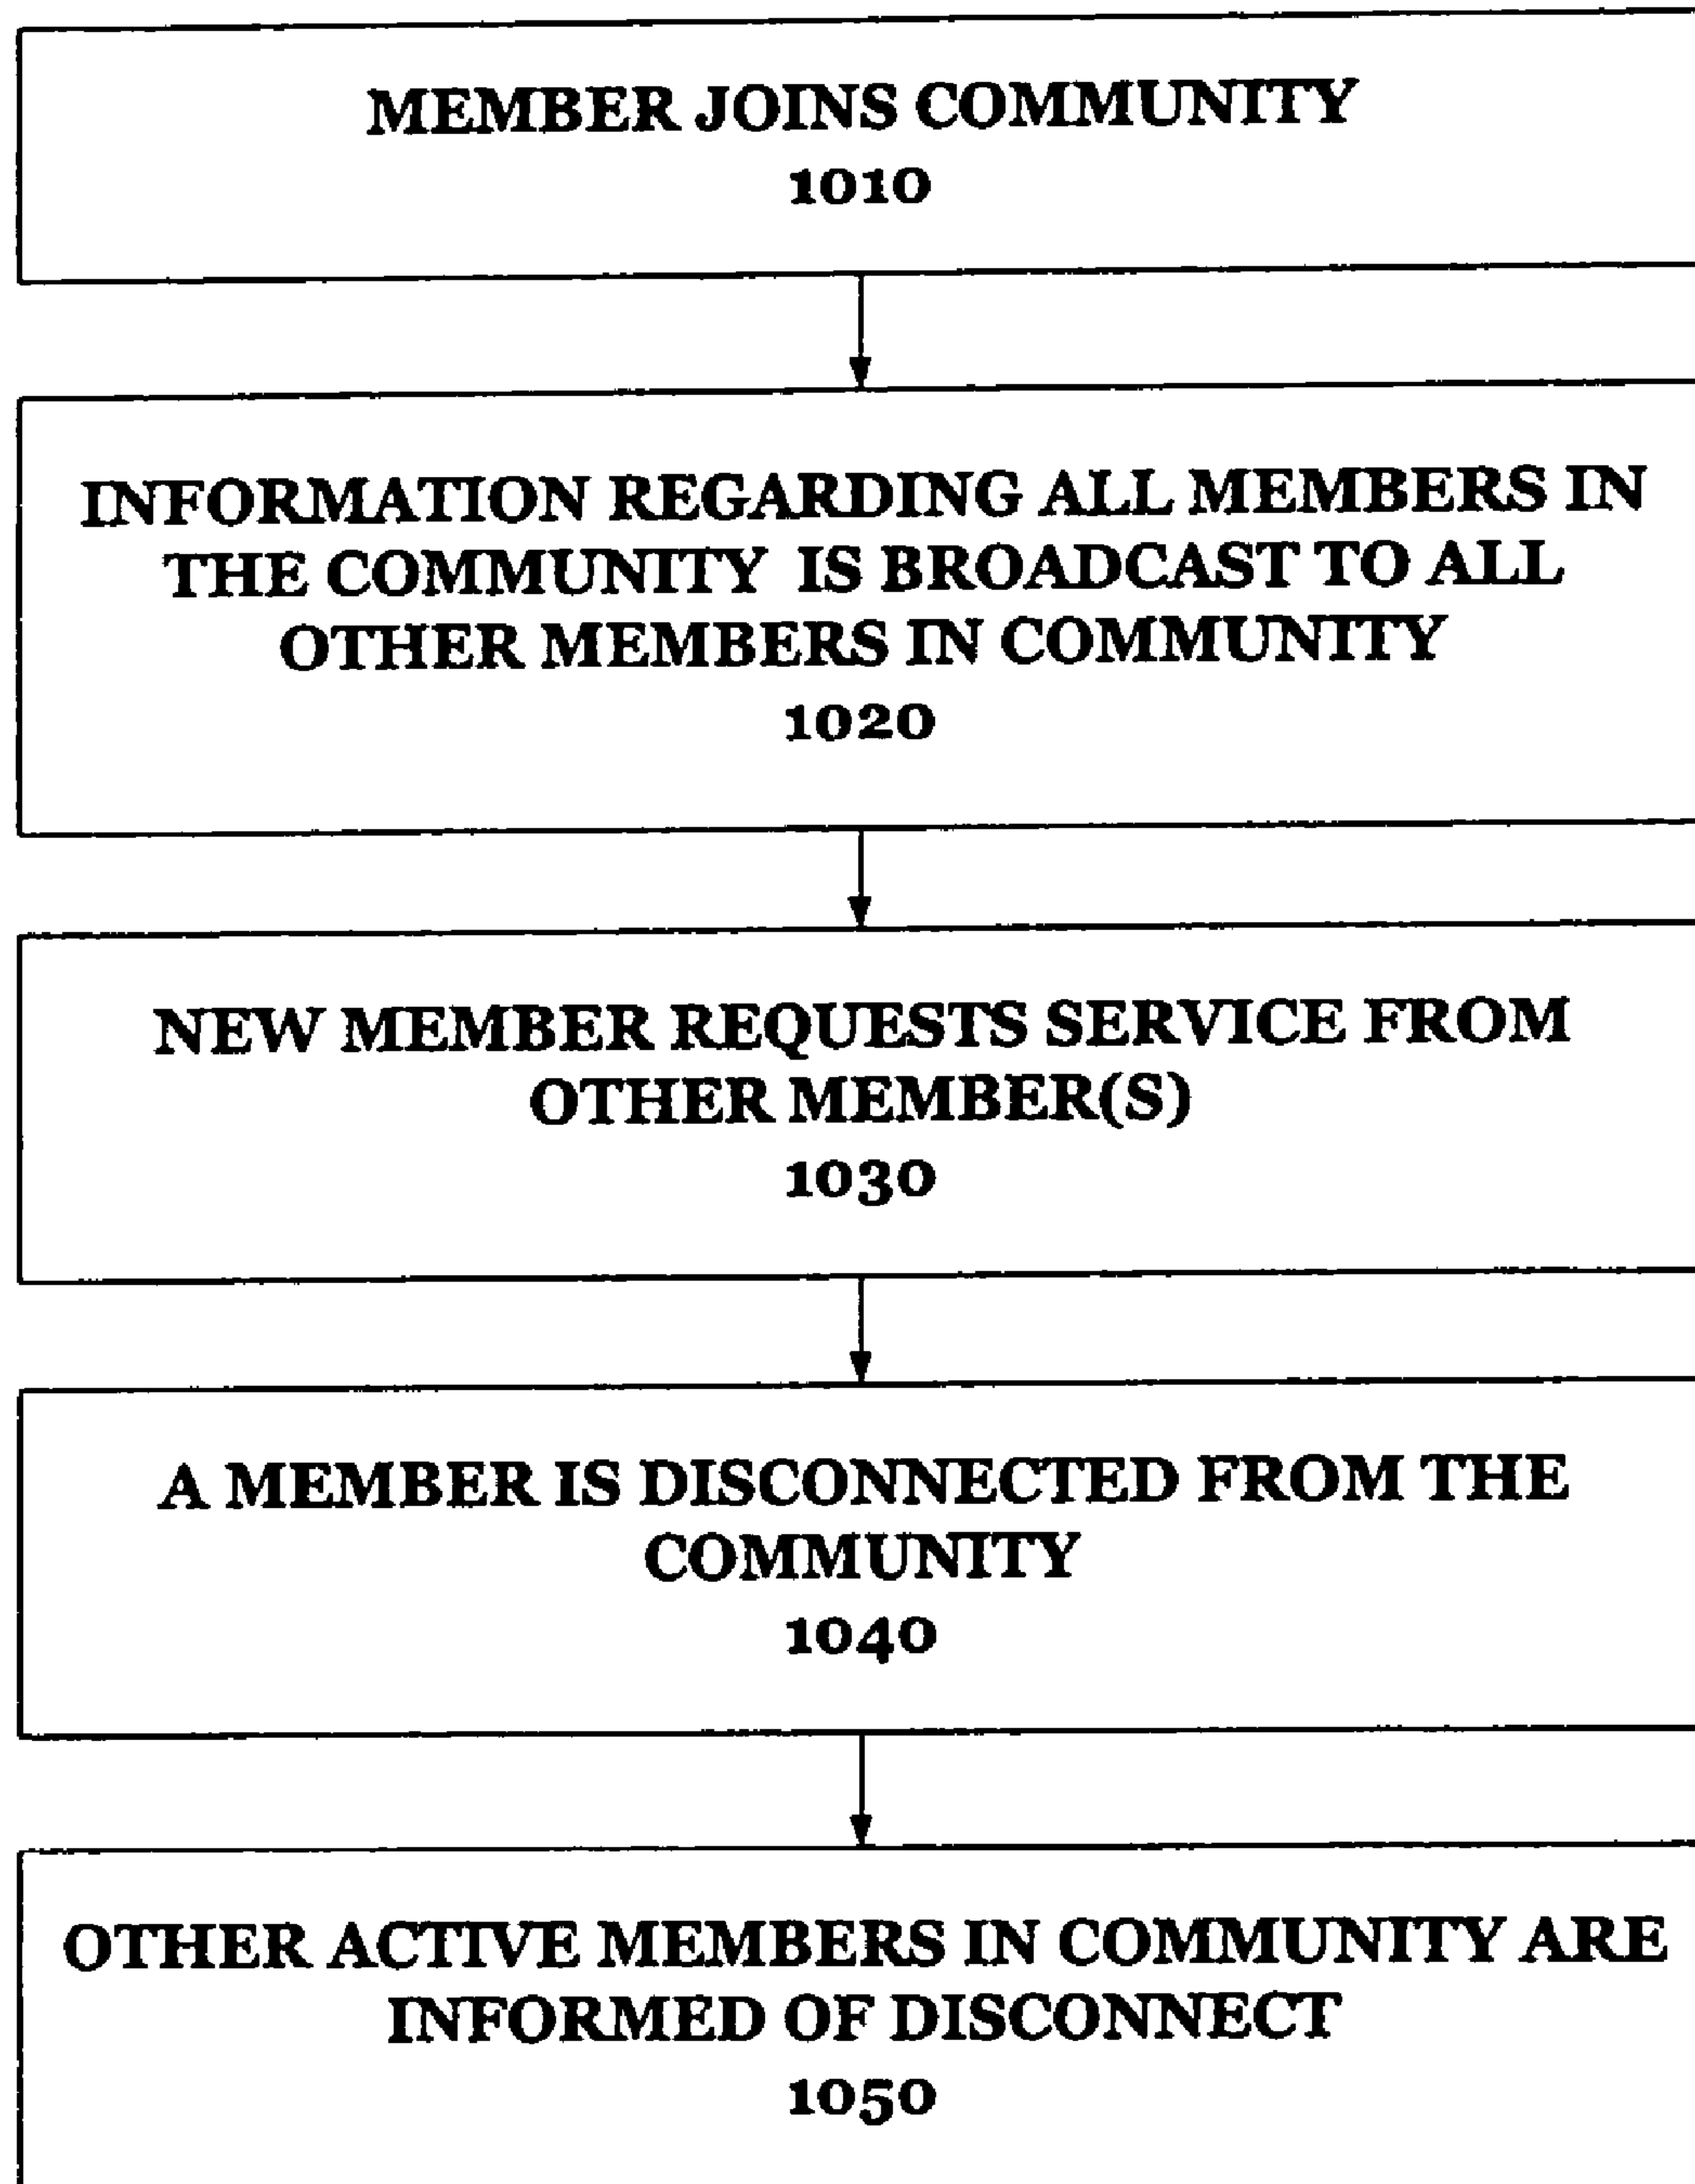 MEMBER JOINS COMMUNITY
1010
INFORMATION REGARDING ALL MEMBERS IN
THE COMMUNITY IS BROADCAST TO ALL
OTHER MEMBERS IN COMMUNITY
1020
NEW MEMBER REQUESTS SERVICE FROM
OTHER MEMBER(S)
1030
A MEMBER IS DISCONNECTED FROM THE
COMMUNITY
1040
OTHER ACTIVE MEMBERS IN COMMUNITY ARE
INFORMED OF DISCONNECT
1050